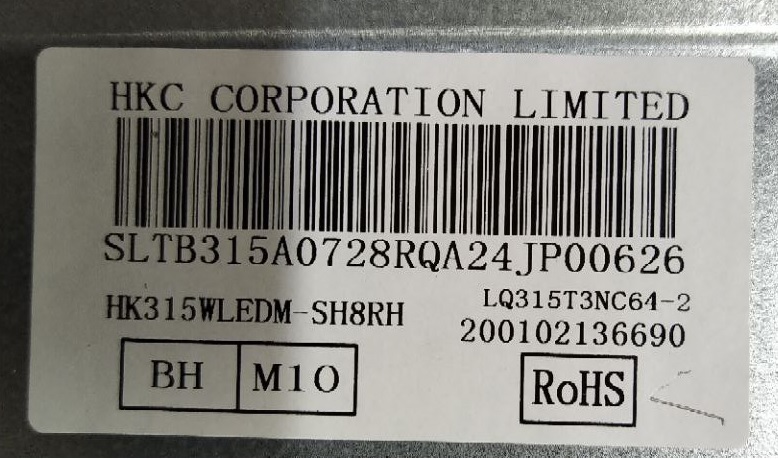 HKC CORPORATION LIMITED
SLTB315A0728RQA24JP00626
HK315WLEDM-SH8RH LQ315T3NC64-2
200102136690
BH M10 RoHS